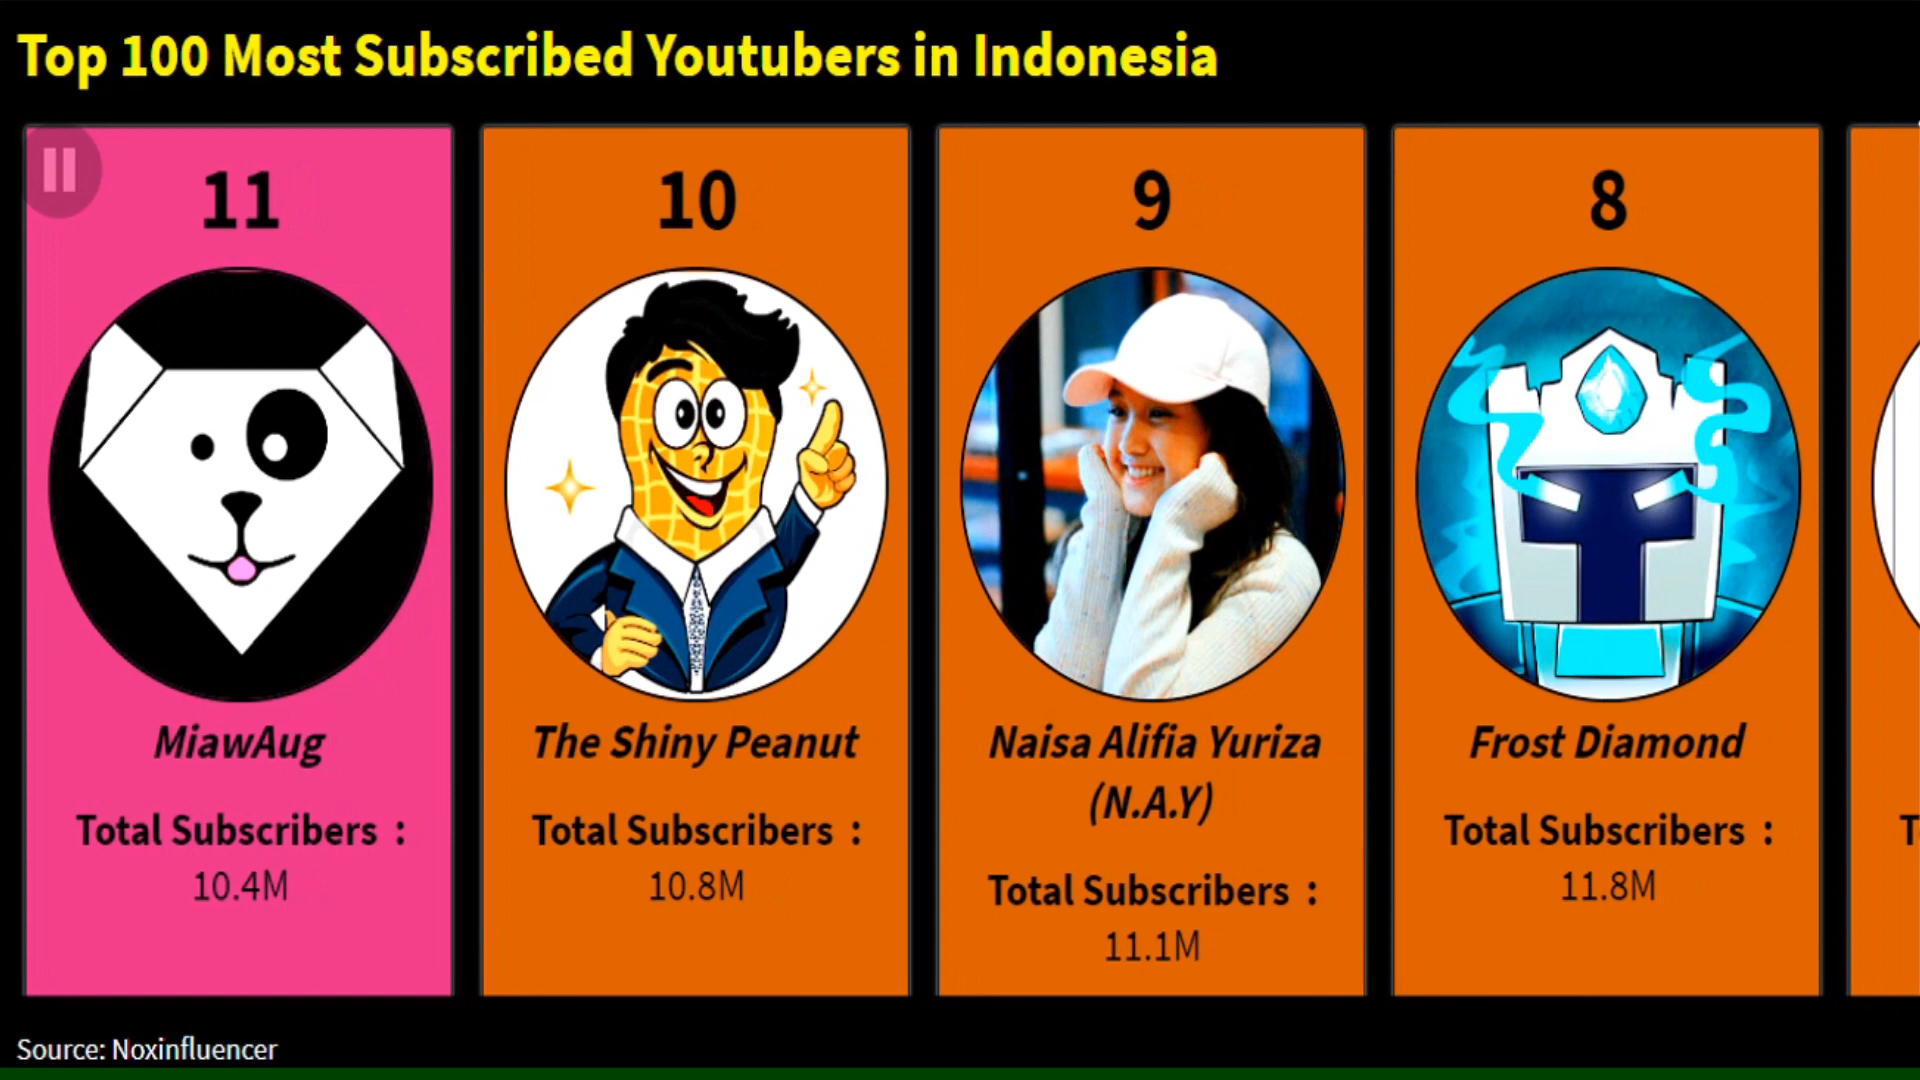 Top 100 Most Subscribed Youtubers in Indonesia
11
MiawAug
Total Subscribers :
10.4M
10
The Shiny Peanut
Total Subscribers :
10.8M
9
Naisa Alifia Yuriza
(N.A.Y)
Total Subscribers :
11.1M
8
Frost Diamond
Total Subscribers :
11.8M
T
Source: Noxinfluencer